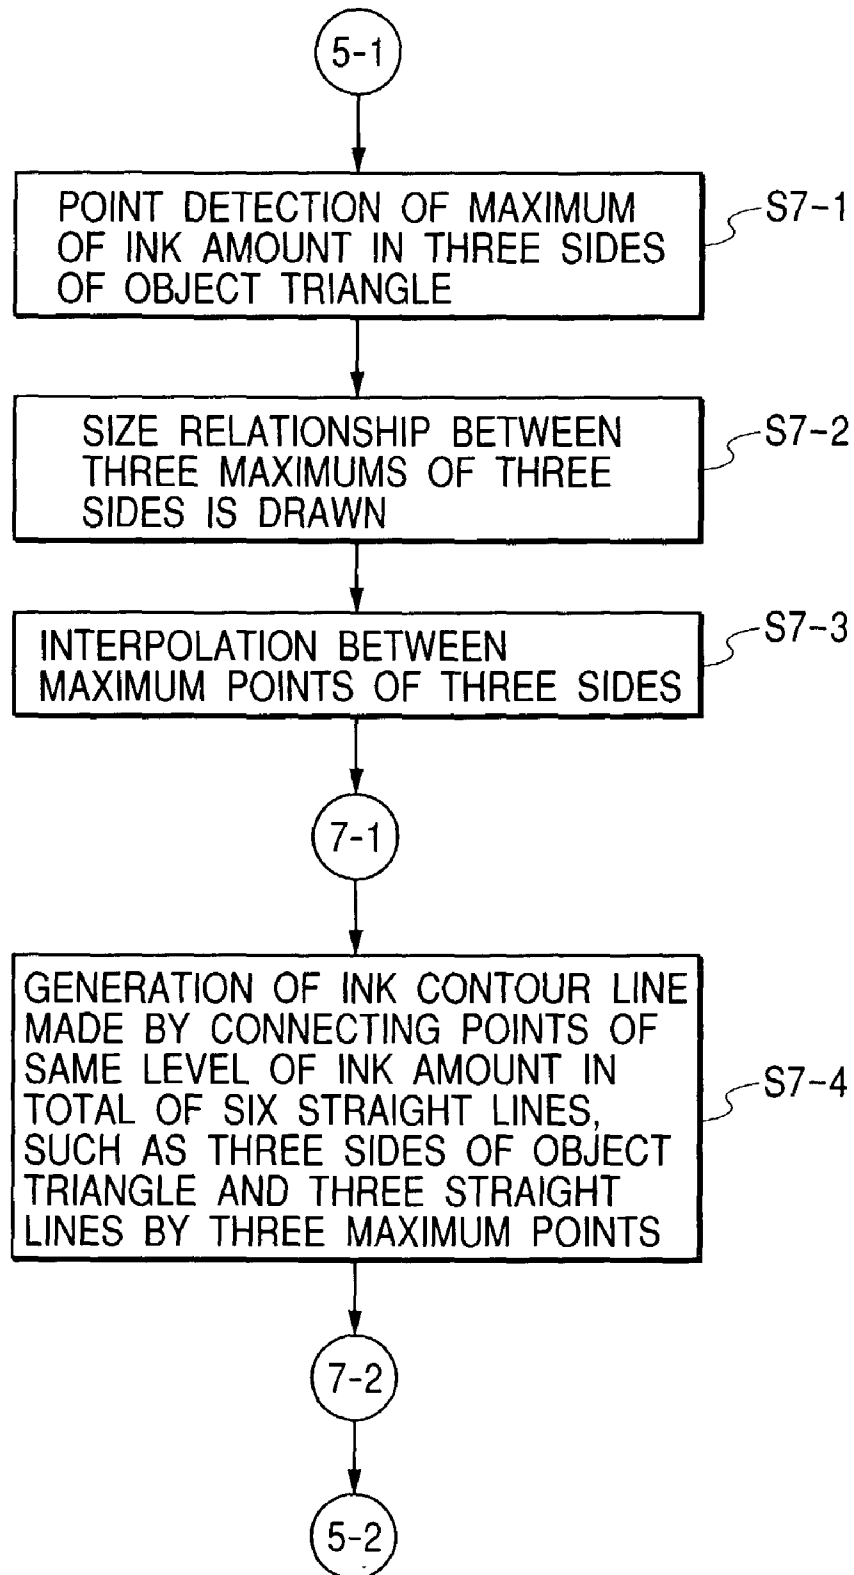 5-1
POINT DETECTION OF MAXIMUM
OF INK AMOUNT IN THREE SIDES
OF OBJECT TRIANGLE
S7-1
SIZE RELATIONSHIP BETWEEN
THREE MAXIMUMS OF THREE
SIDES IS DRAWN
S7-2
INTERPOLATION BETWEEN
MAXIMUM POINTS OF THREE SIDES
S7-3
7-1
GENERATION OF INK CONTOUR LINE
MADE BY CONNECTING POINTS OF
SAME LEVEL OF INK AMOUNT IN
TOTAL OF SIX STRAIGHT LINES,
SUCH AS THREE SIDES OF OBJECT
TRIANGLE AND THREE STRAIGHT
LINES BY THREE MAXIMUM POINTS
S7-4
7-2
5-2